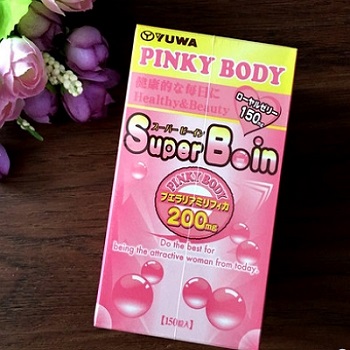 YUWA
PINKY BODY
健康的な毎日に
Healthy&Beauty
ローヤルゼリー
150mg
スーパー ボーイン
Super Boin
PINKY BODY
プエラリアミリフィカ
200mg
Do the best for
being the attractive woman from today.
【150粒入】